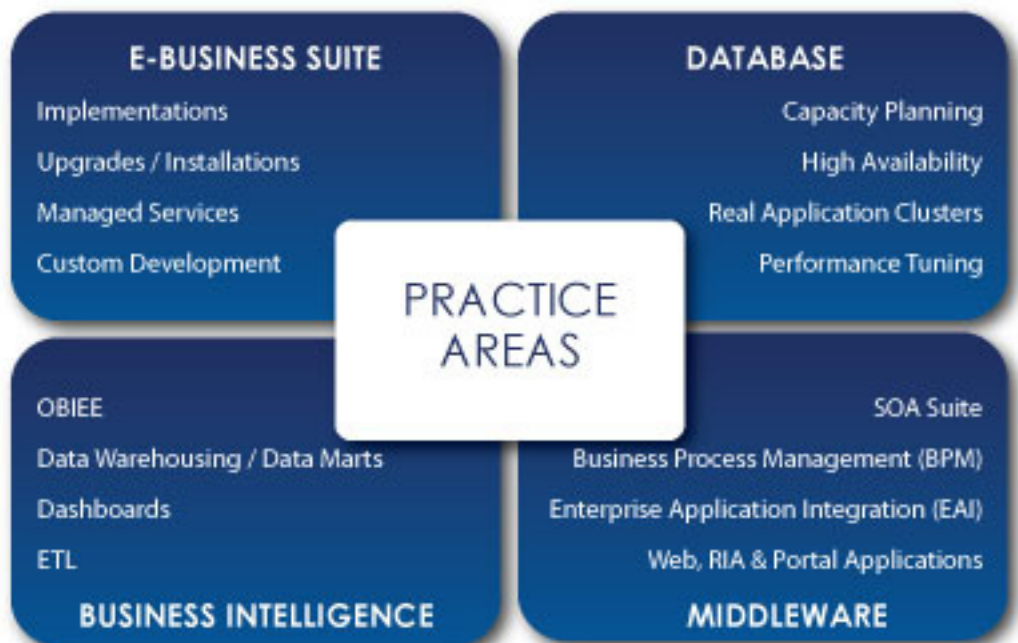 E-BUSINESS SUITE
Implementations
Upgrades / Installations
Managed Services
Custom Development
DATABASE
Capacity Planning
High Availability
Real Application Clusters
Performance Tuning
PRACTICE
AREAS
OBIEE
Data Warehousing / Data Marts
Dashboards
ETL
BUSINESS INTELLIGENCE
SOA Suite
Business Process Management (BPM)
Enterprise Application Integration (EAI)
Web, RIA & Portal Applications
MIDDLEWARE